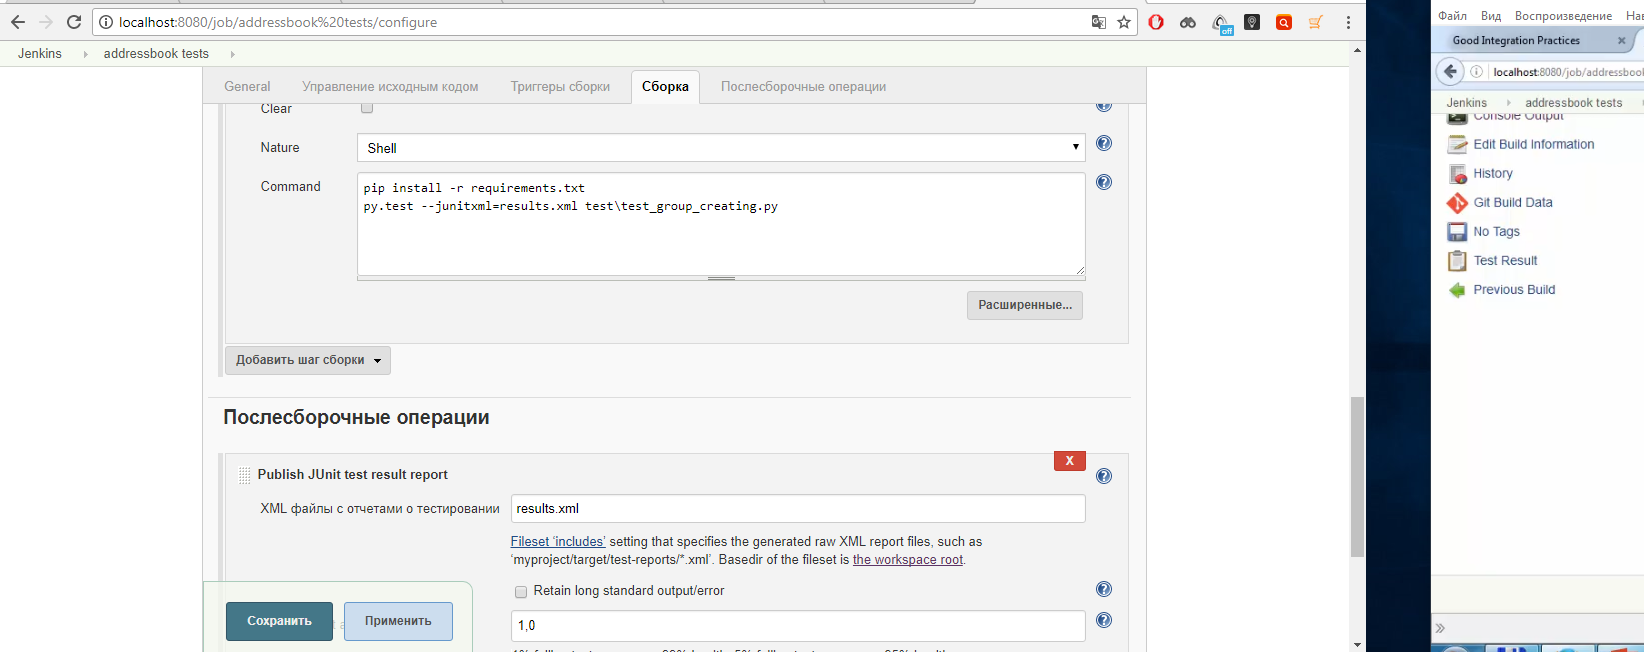 localhost:8080/job/addressbook%20tests/configure
off
Jenkins
addressbook tests
General
Управление исходным кодом
Триггеры сборки
Сборка
Послесборочные операции
Clear
Nature
Shell
Command
pip install -r requirements.txt
py.test --junitxml=results.xml test\test_group_creating.py
Расширенные...
Добавить шаг сборки
Послесборочные операции
Publish JUnit test result report
X
XML файлы с отчетами о тестировании
results.xml
Fileset ‘includes’ setting that specifies the generated raw XML report files, such as
‘myproject/target/test-reports/*.xml’. Basedir of the fileset is the workspace root.
Retain long standard output/error
Сохранить
Применить
1,0
Файл Вид Воспроизведение
Good Integration Practices
localhost:8080/job/addressbook
Jenkins
addressbook tests
Console Output
Edit Build Information
History
Git Build Data
No Tags
Test Result
Previous Build